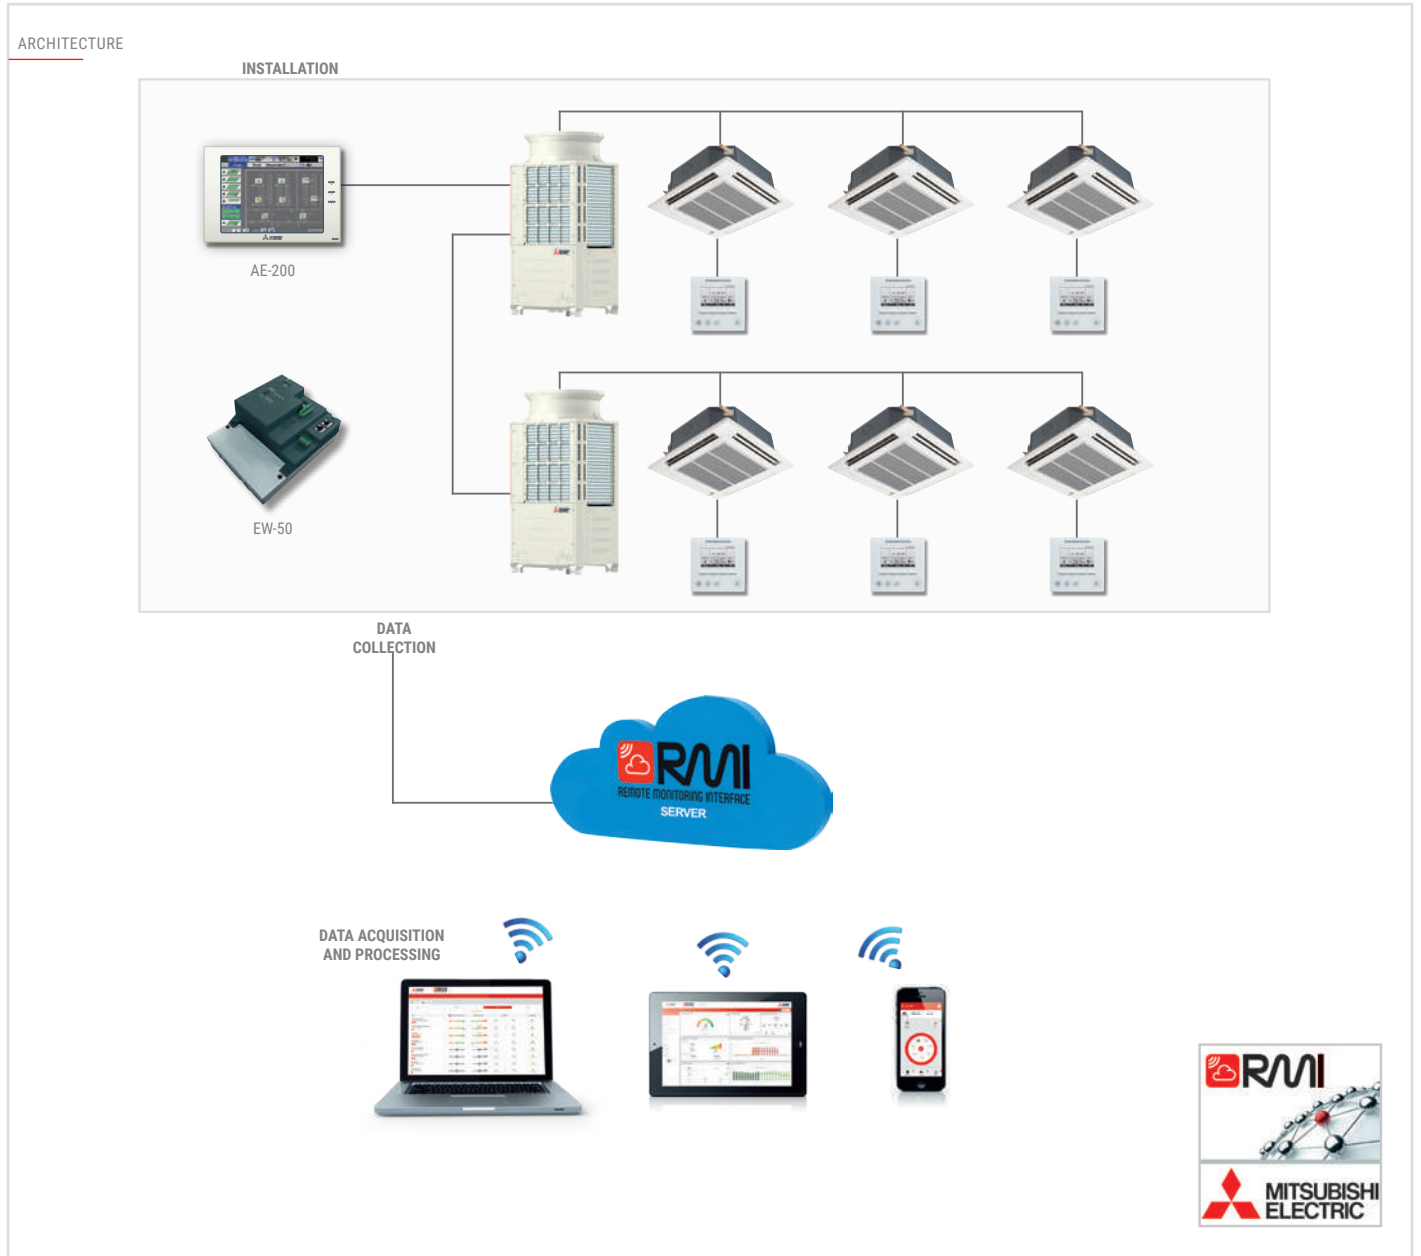 ARCHITECTURE
INSTALLATION
AE-200
EW-50
DATA
COLLECTION
RMI
REMOTE MONITORING INTERFACE
SERVER
DATA ACQUISITION
AND PROCESSING
RMI
MITSUBISHI
ELECTRIC